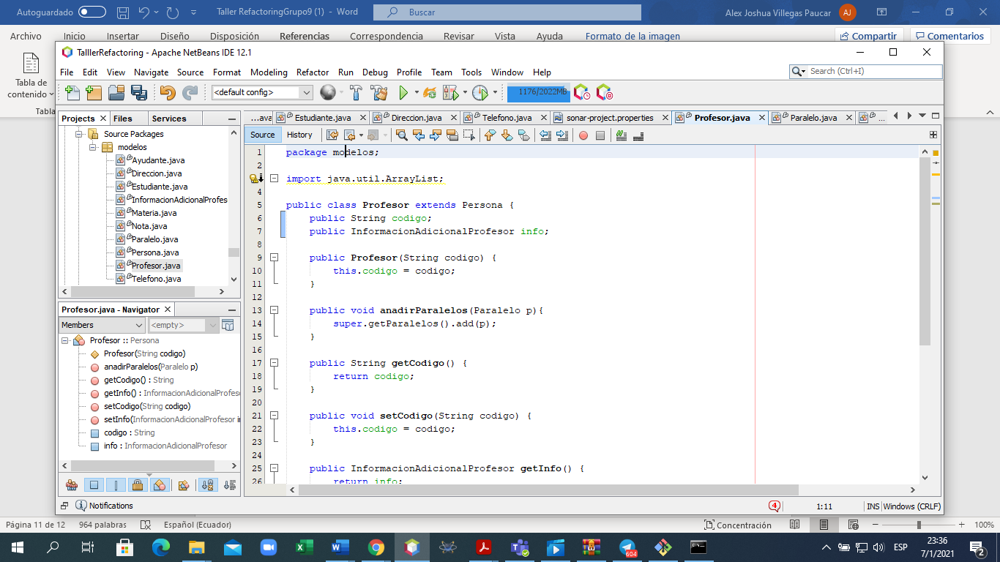 Autoguardado
Taller RefactoringGrupo9 (1) - Word
Buscar
Alex Joshua Villegas Paucar
AJ
Archivo Inicio Insertar Diseño Disposición Referencias Correspondencia Revisar Vista Ayuda Formato de la imagen
Compartir Comentarios
Tabla de
contenido
Tabla
TalllerRefactoring - Apache NetBeans IDE 12.1
File Edit View Navigate Source Format Modeling Refactor Run Debug Profile Team Tools Window Help
Search (Ctrl+I)
<default config>
1176/2022MB
Projects Files Services
Source Packages
modelos
Ayudante.java
Direccion.java
Estudiante.java
InformacionAdicionalProfes
Materia.java
Nota.java
Paralelo.java
Persona.java
Profesor.java
Telefono.java
Profesor.java - Navigator
Members <empty>
Profesor :: Persona
Profesor(String codigo)
anadirParalelos(Paralelo p)
getCodigo() : String
getInfo() : InformacionAdicionalProfes
setCodigo(String codigo)
setInfo(InformacionAdicionalProfesor in
codigo : String
info : InformacionAdicionalProfesor
...ava Estudiante.java Direccion.java Telefono.java sonar-project.properties Profesor.java Paralelo.java ...
Source History
1 package modelos;
2
import java.util.ArrayList;
4
5 public class Profesor extends Persona {
6 public String codigo;
7 public InformacionAdicionalProfesor info;
8
9 public Profesor(String codigo) {
10 this.codigo = codigo;
11 }
12
13 public void anadirParalelos(Paralelo p){
14 super.getParalelos().add(p);
15 }
16
17 public String getCodigo() {
18 return codigo;
19 }
20
21 public void setCodigo(String codigo) {
22 this.codigo = codigo;
23 }
24
25 public InformacionAdicionalProfesor getInfo() {
26 return info;
Notifications
4 1:11 INS Windows (CRLF)
Página 11 de 12 964 palabras Español (Ecuador) Concentración 100%
604
ESP
23:36
7/1/2021
2